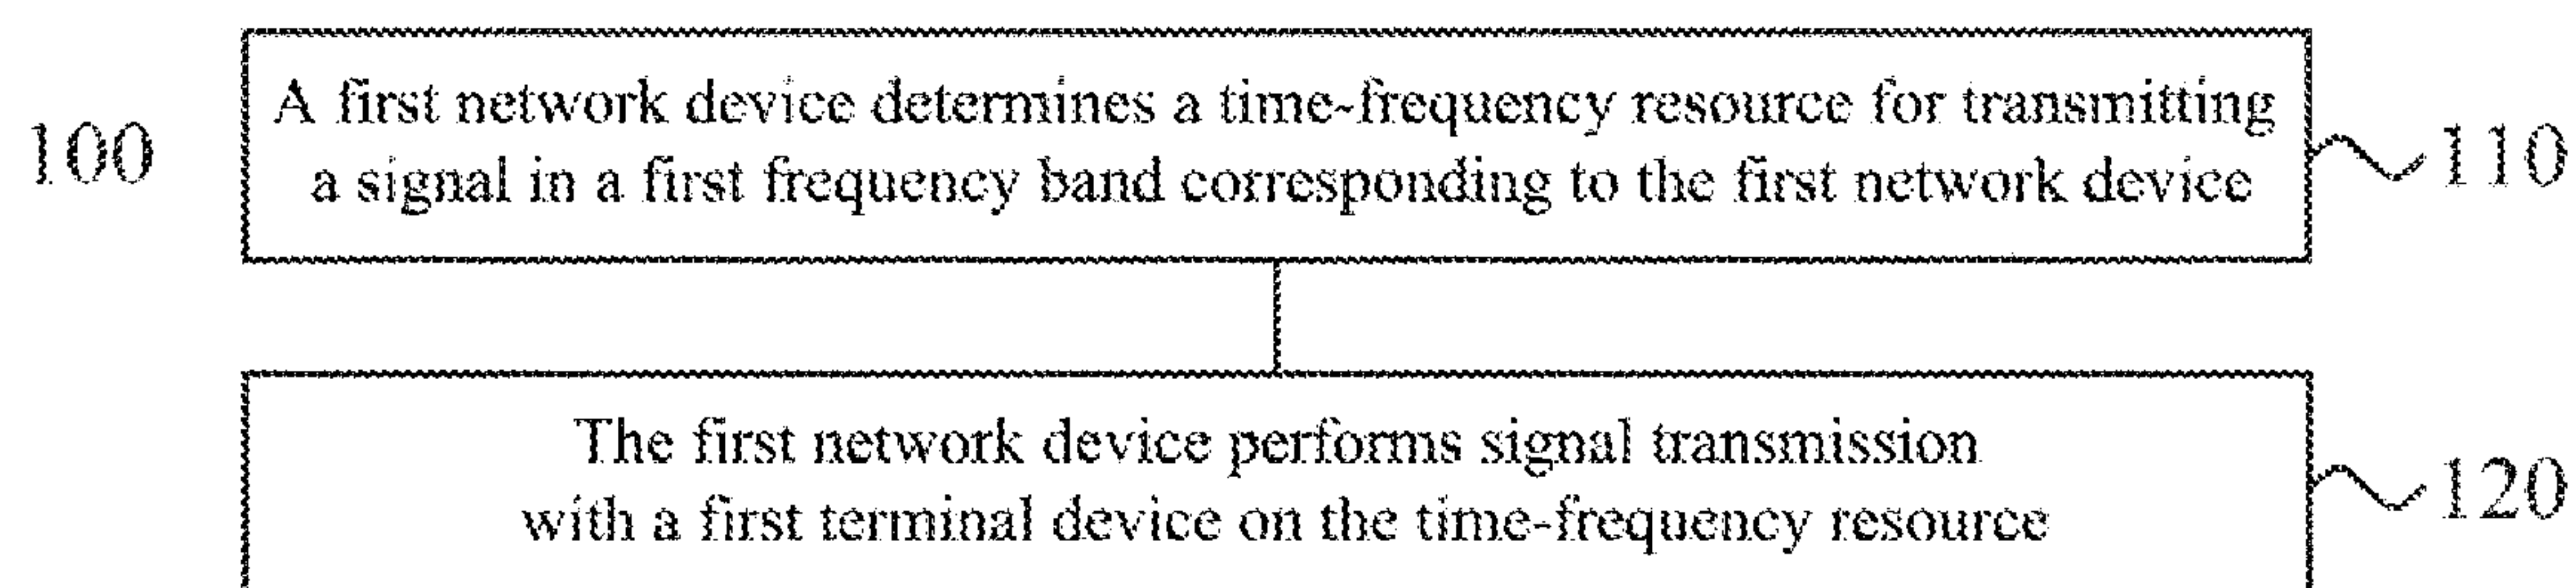 100
A first network device determines a time-frequency resource for transmitting
a signal in a first frequency band corresponding to the first network device
110
The first network device performs signal transmission
with a first terminal device on the time-frequency resource
120